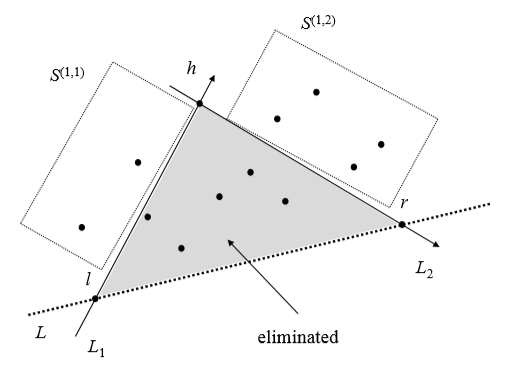 S(1,2)
S(1,1)
h
r
l
L2
L
L1
eliminated